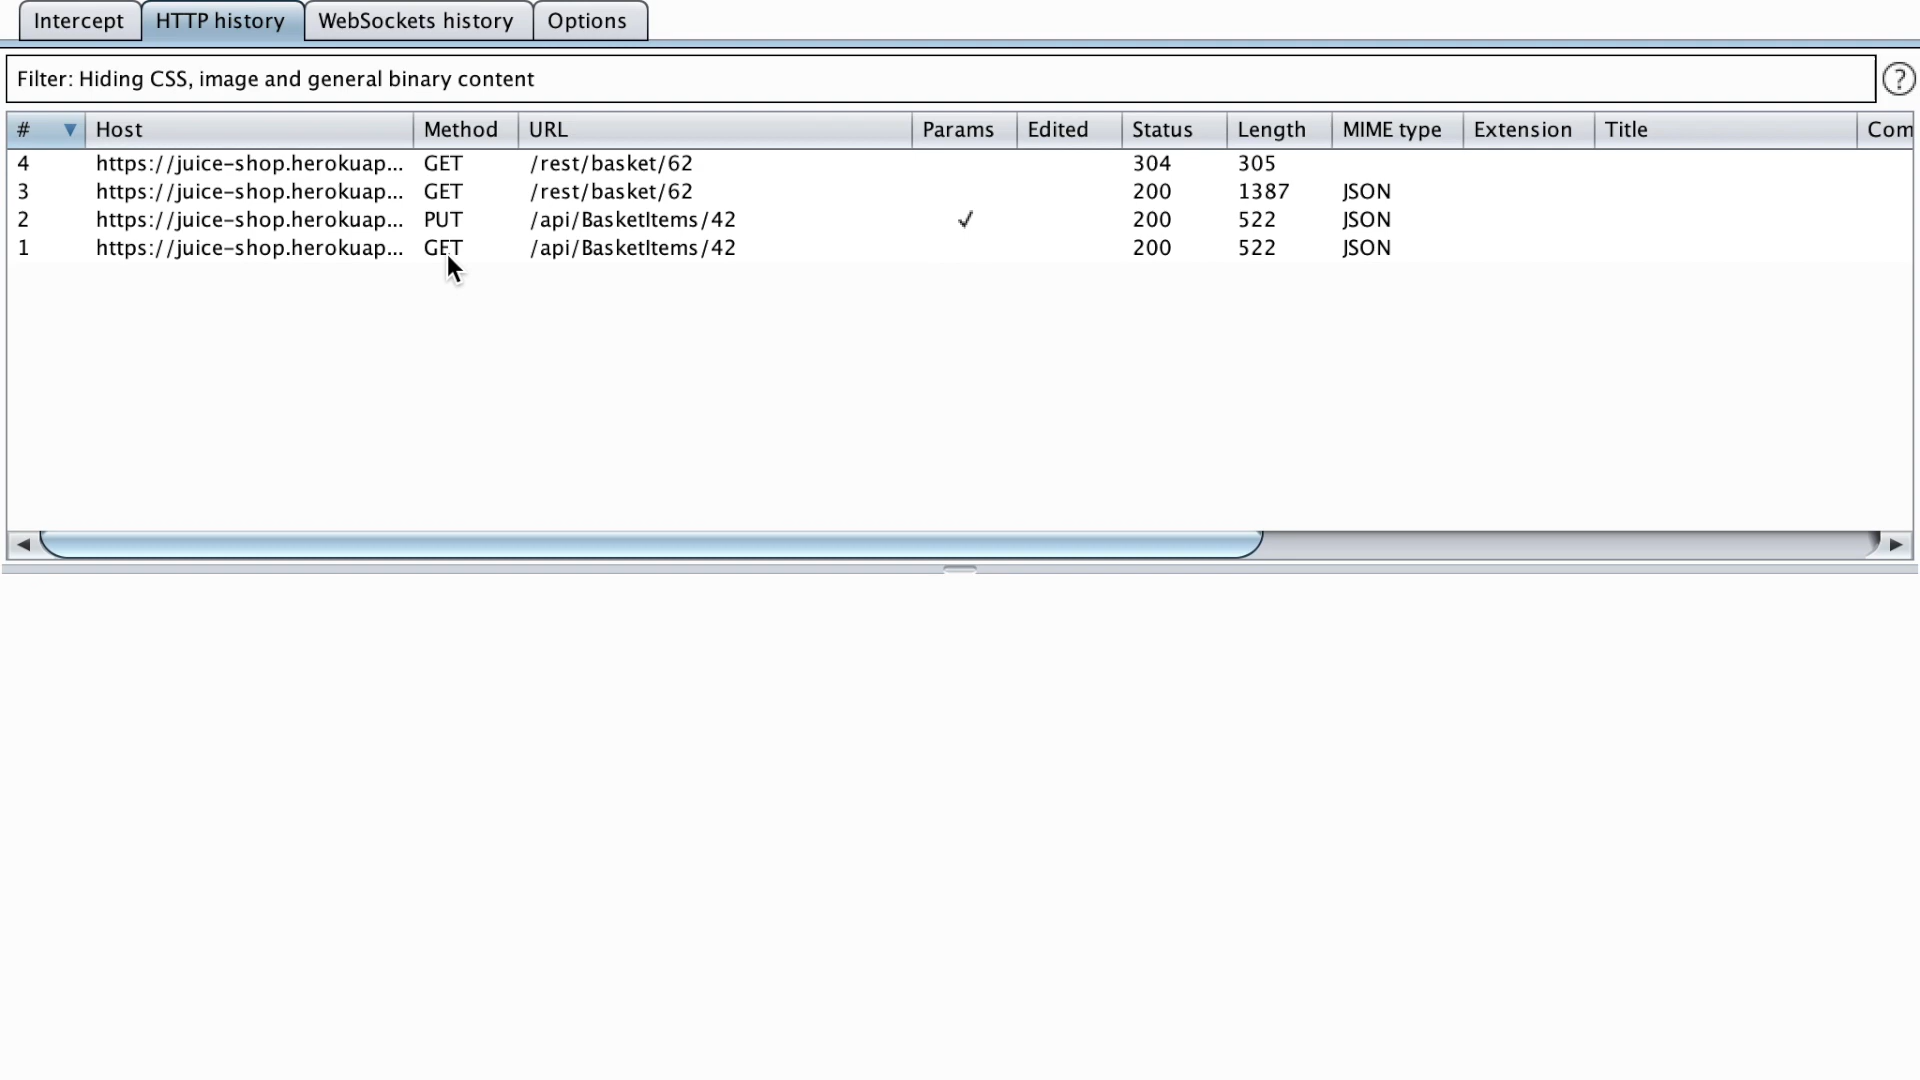 Intercept HTTP history WebSockets history Options
Filter: Hiding CSS, image and general binary content ?
# Host Method URL Params Edited Status Length MIME type Extension Title Com
4 https://juice-shop.herokuap... GET /rest/basket/62 304 305
3 https://juice-shop.herokuap... GET /rest/basket/62 200 1387 JSON
2 https://juice-shop.herokuap... PUT /api/BasketItems/42 ✓ 200 522 JSON
1 https://juice-shop.herokuap... GET /api/BasketItems/42 200 522 JSON